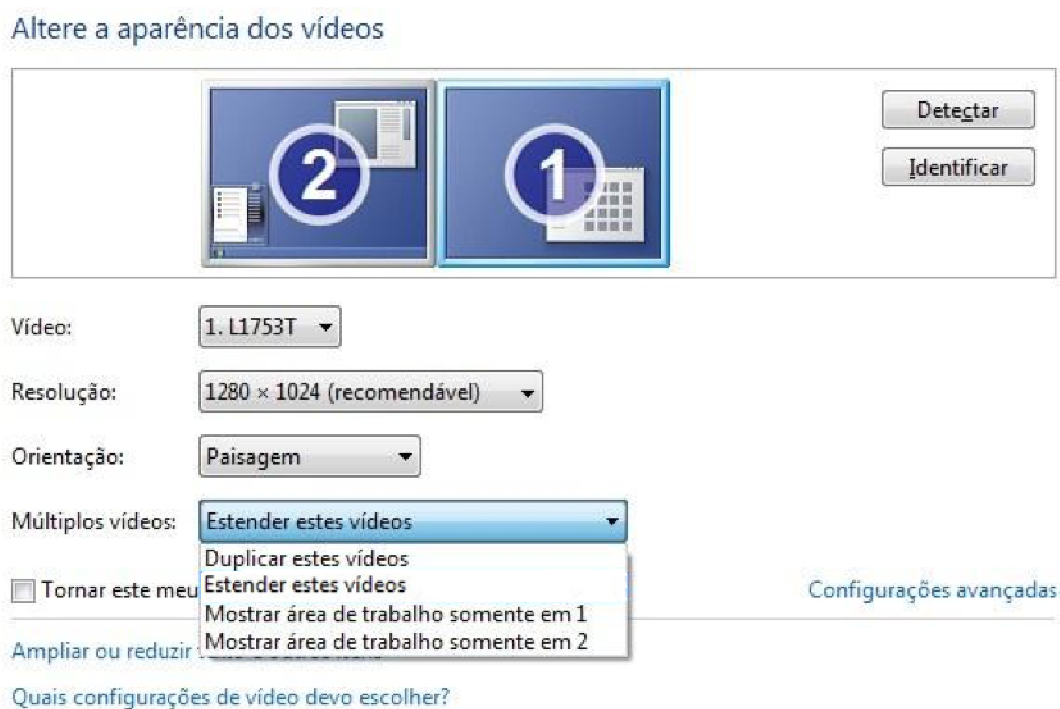 Altere a aparência dos vídeos
2
1
Detectar
Identificar
Vídeo:
1. L1753T
Resolução:
1280 × 1024 (recomendável)
Orientação:
Paisagem
Múltiplos vídeos:
Estender estes vídeos
Duplicar estes vídeos
Estender estes vídeos
Mostrar área de trabalho somente em 1
Mostrar área de trabalho somente em 2
Tornar este meu
Configurações avançadas
Ampliar ou reduzir
Quais configurações de vídeo devo escolher?